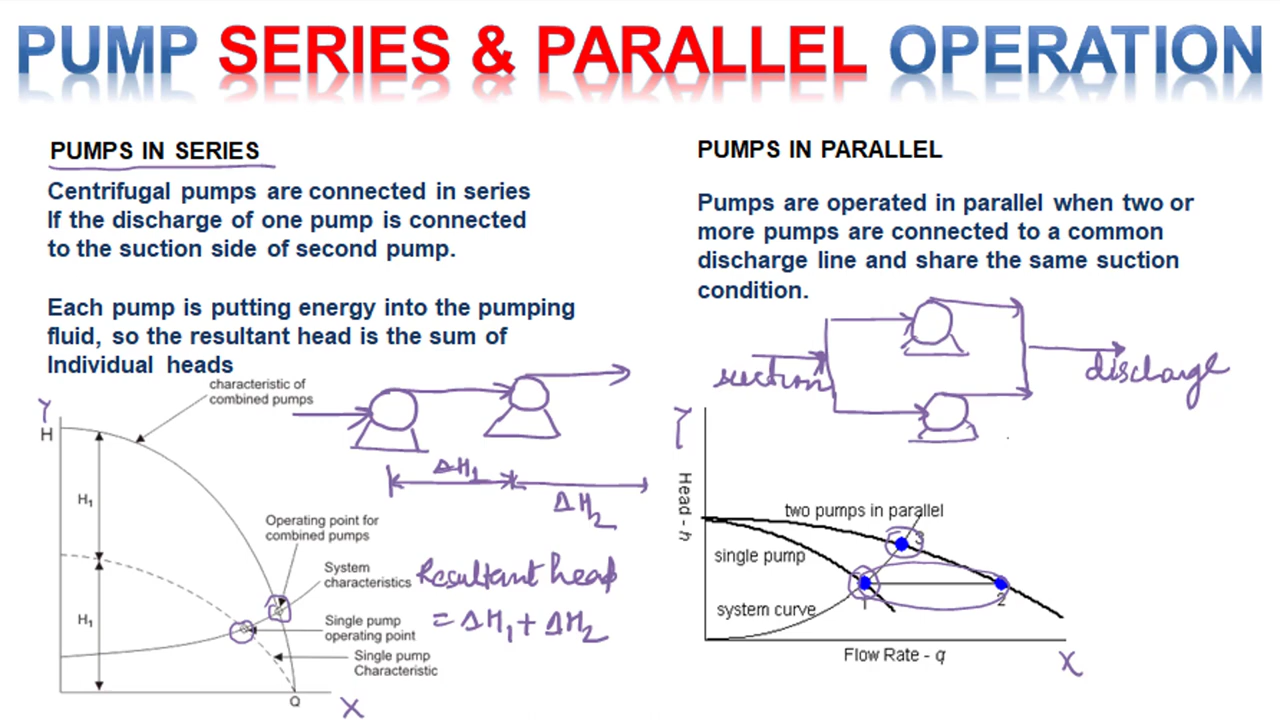 PUMP SERIES & PARALLEL OPERATION
PUMPS IN SERIES
Centrifugal pumps are connected in series
If the discharge of one pump is connected
to the suction side of second pump.
Each pump is putting energy into the pumping
fluid, so the resultant head is the sum of
Individual heads
characteristic of
combined pumps
Y
H
H₁
H₁
ΔH₁
ΔH₂
Operating point for
combined pumps
System
characteristics
Single pump
operating point
Single pump
Characteristic
Resultant head
= ΔH₁ + ΔH₂
Q
X
PUMPS IN PARALLEL
Pumps are operated in parallel when two or
more pumps are connected to a common
discharge line and share the same suction
condition.
suction
discharge
Y
Head - h
two pumps in parallel
3
single pump
1
2
system curve
Flow Rate - q
X